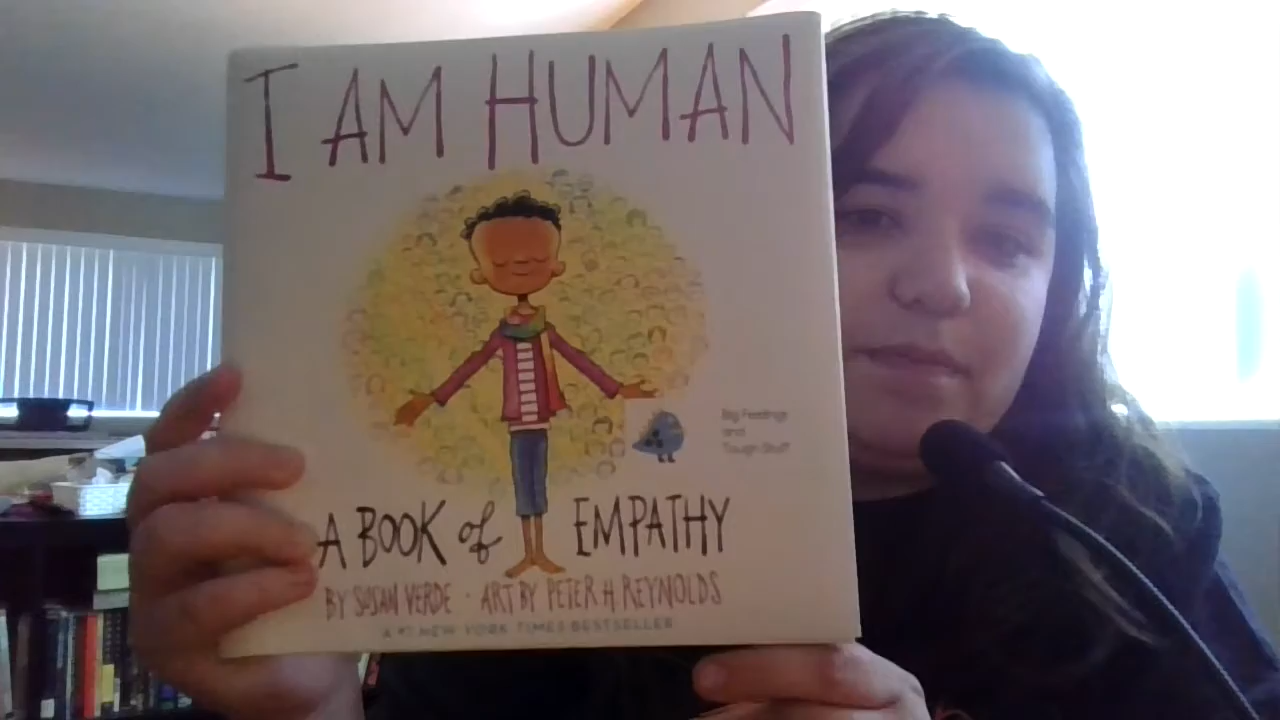 I AM HUMAN
Big Feelings
and
Tough Stuff
A BOOK of EMPATHY
BY SUSAN VERDE · ART BY PETER H. REYNOLDS
A #1 NEW YORK TIMES BESTSELLER